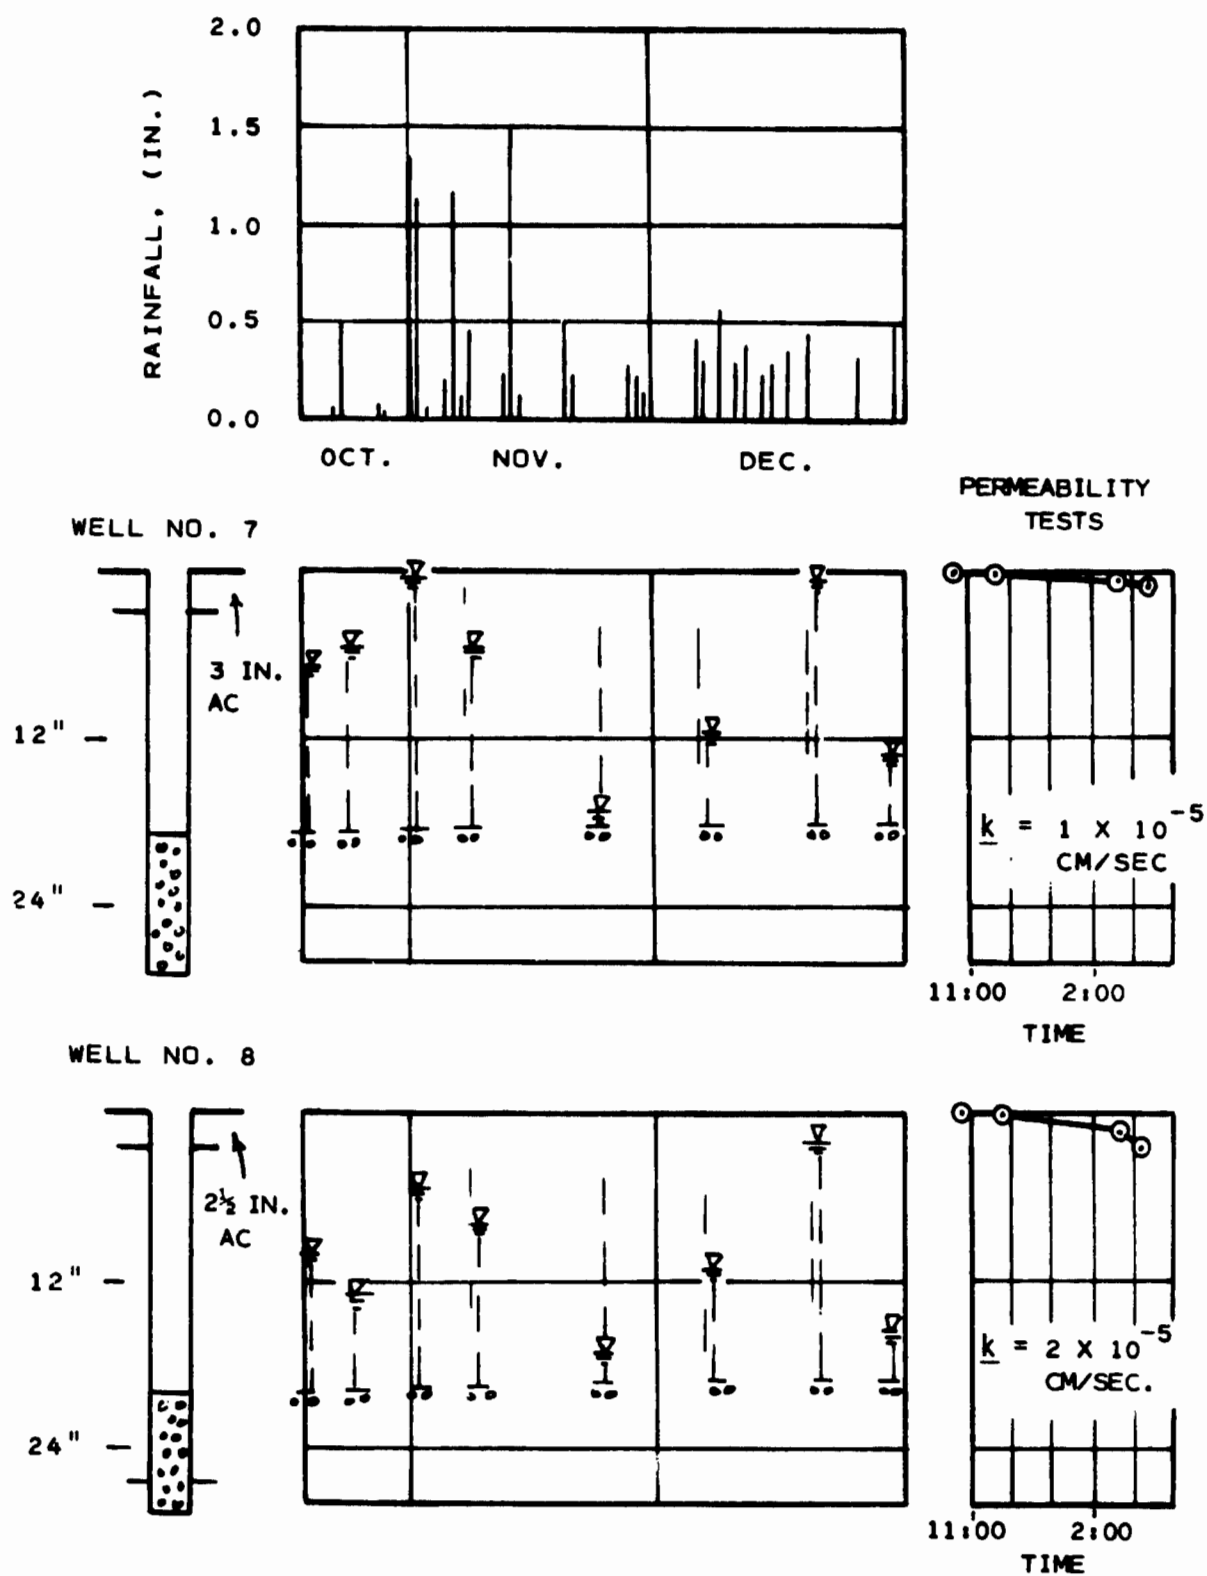 2.0
1.5
1.0
0.5
0.0
RAINFALL, (IN.)
OCT. NOV. DEC.
PERMEABILITY
TESTS
WELL NO. 7
3 IN.
AC
12"
24"
k = 1 X 10-5
CM/SEC
11:00 2:00
TIME
WELL NO. 8
2½ IN.
AC
12"
24"
k = 2 X 10-5
CM/SEC.
11:00 2:00
TIME